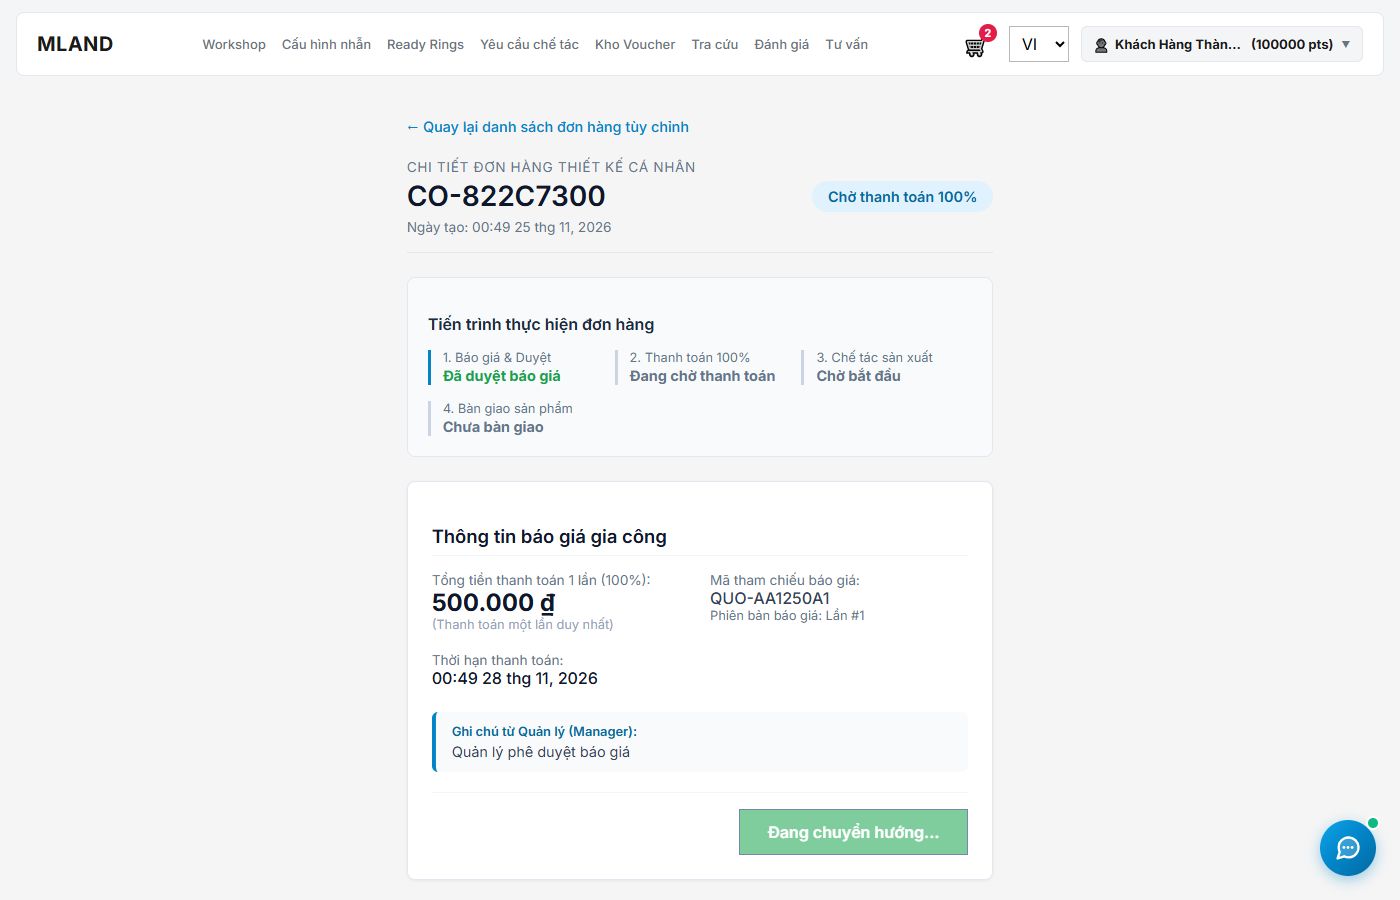 MLAND
Workshop Cấu hình nhẫn Ready Rings Yêu cầu chế tác Kho Voucher Tra cứu Đánh giá Tư vấn
2
VI
Khách Hàng Thàn... (100000 pts)
← Quay lại danh sách đơn hàng tùy chỉnh
CHI TIẾT ĐƠN HÀNG THIẾT KẾ CÁ NHÂN
CO-822C7300
Chờ thanh toán 100%
Ngày tạo: 00:49 25 thg 11, 2026
Tiến trình thực hiện đơn hàng
1. Báo giá & Duyệt
Đã duyệt báo giá
2. Thanh toán 100%
Đang chờ thanh toán
3. Chế tác sản xuất
Chờ bắt đầu
4. Bàn giao sản phẩm
Chưa bàn giao
Thông tin báo giá gia công
Tổng tiền thanh toán 1 lần (100%):
500.000 ₫
(Thanh toán một lần duy nhất)
Mã tham chiếu báo giá:
QUO-AA1250A1
Phiên bản báo giá: Lần #1
Thời hạn thanh toán:
00:49 28 thg 11, 2026
Ghi chú từ Quản lý (Manager):
Quản lý phê duyệt báo giá
Đang chuyển hướng...